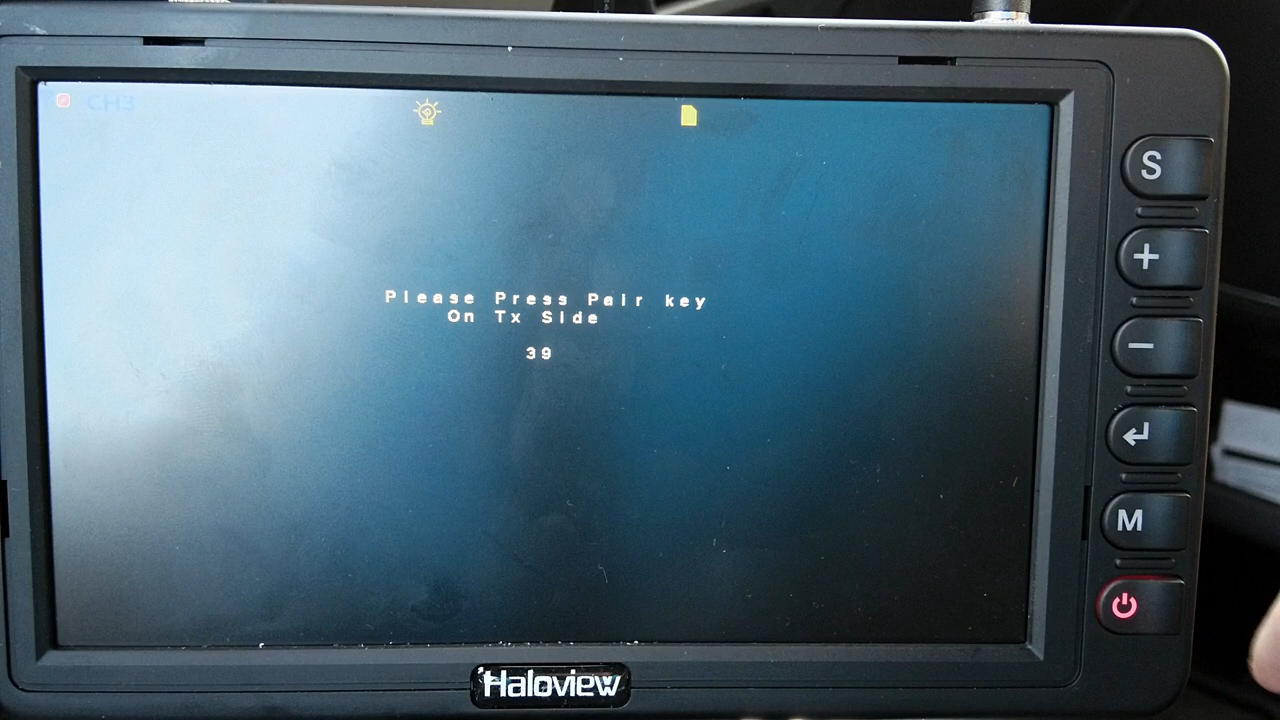 CH3
Please Press Pair key
On Tx Side
39
S
+
−
M
Haloview